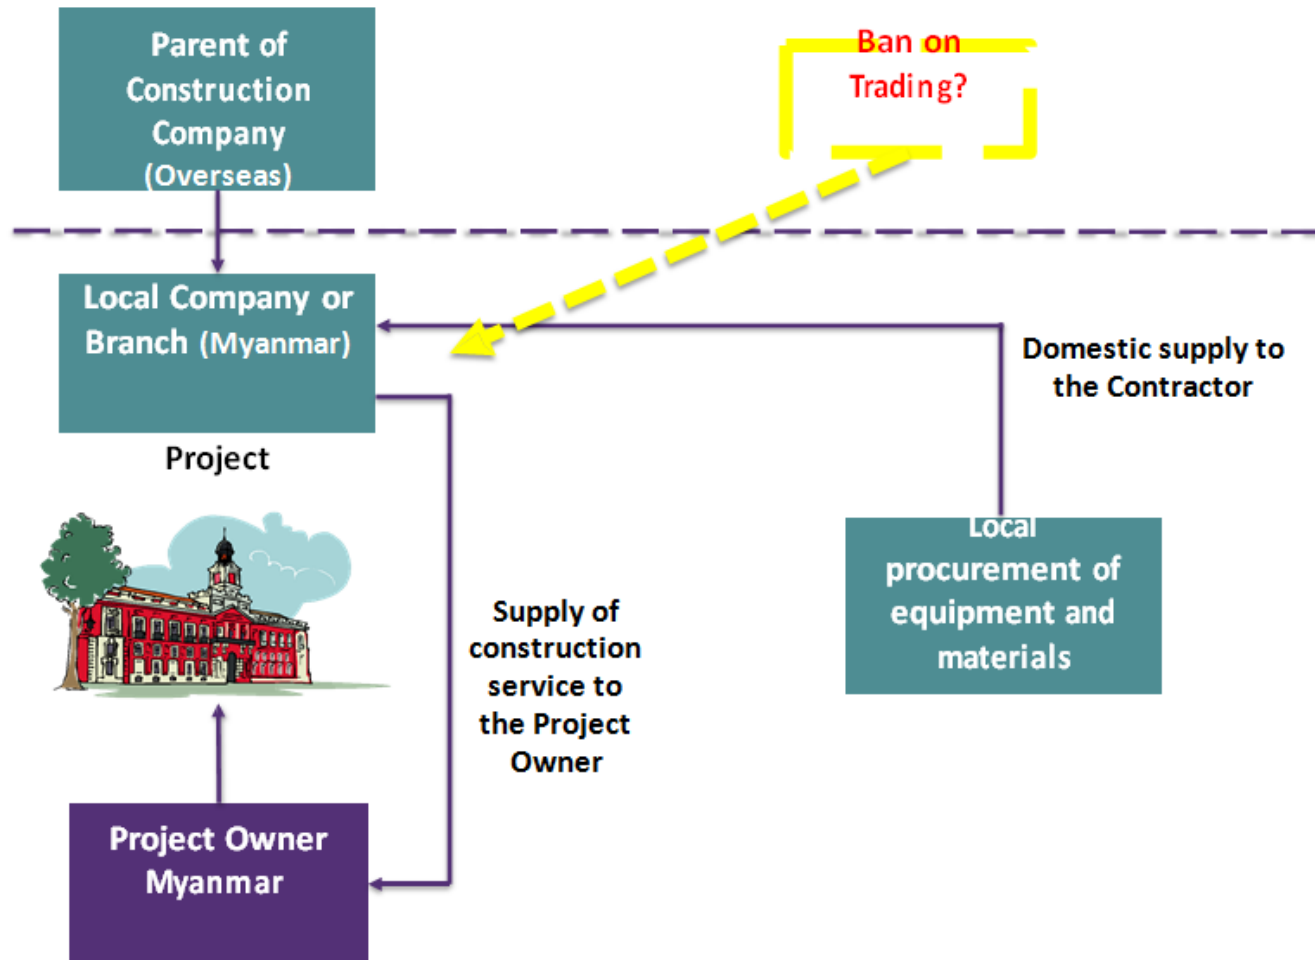 Parent of
Construction
Company
(Overseas)
Ban on
Trading?
Local Company or
Branch (Myanmar)
Domestic supply to
the Contractor
Project
Local
procurement of
equipment and
materials
Supply of
construction
service to
the Project
Owner
Project Owner
Myanmar